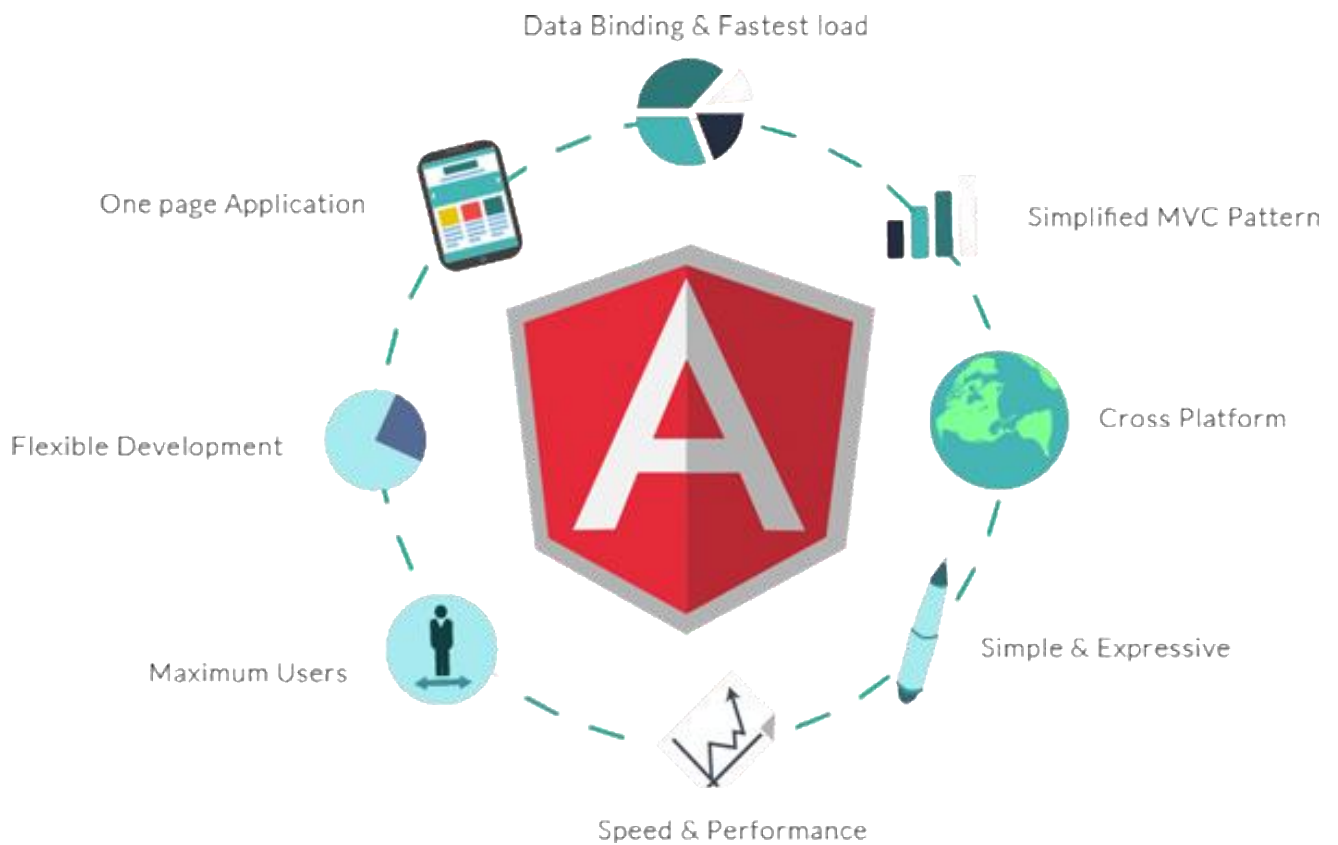 Data Binding & Fastest load
One page Application
Simplified MVC Pattern
Flexible Development
Cross Platform
Maximum Users
Simple & Expressive
Speed & Performance